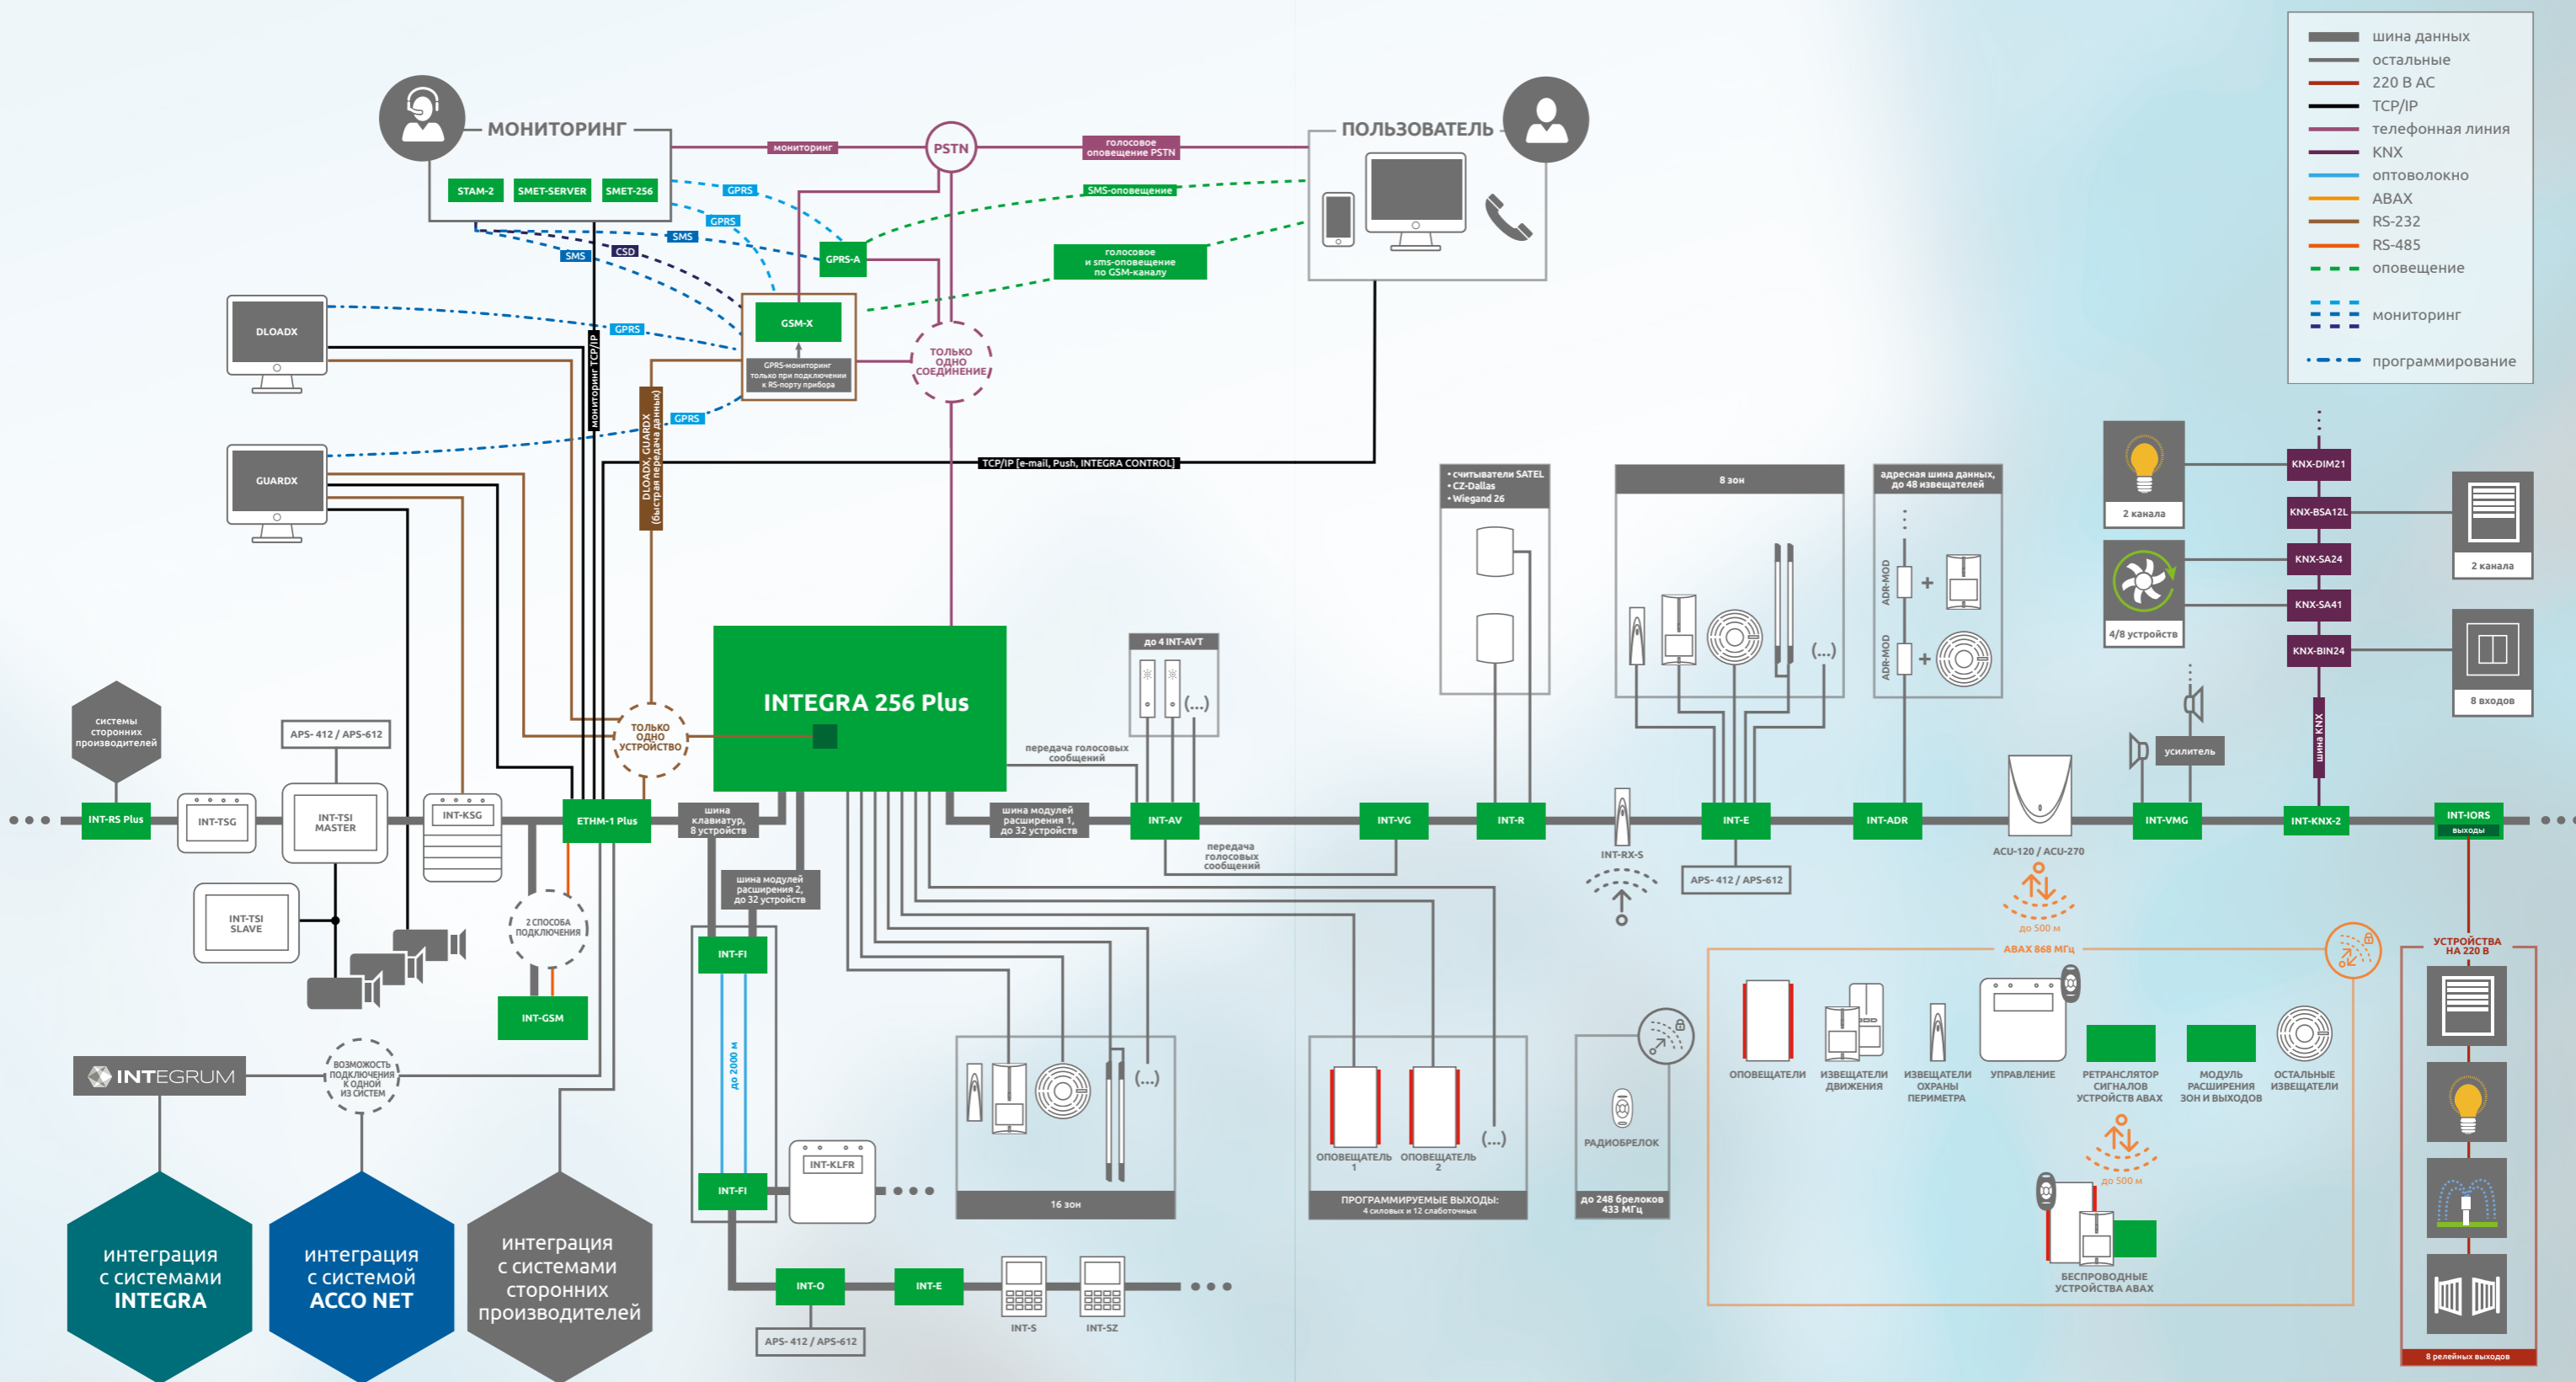 шина данных
остальные
220 В АС
TCP/IP
телефонная линия
KNX
оптоволокно
ABAX
RS-232
RS-485
оповещение
мониторинг
программирование
МОНИТОРИНГ
STAM-2
SMET-SERVER
SMET-256
мониторинг
PSTN
голосовое
оповещение PSTN
ПОЛЬЗОВАТЕЛЬ
GPRS
GPRS
SMS
CSD
SMS
GPRS-A
SMS-оповещение
голосовое
и sms-оповещение
по GSM-каналу
DLOADX
GPRS
мониторинг TCP/IP
GSM-X
GPRS-мониторинг
только при подключении
к RS-порту прибора
ТОЛЬКО
ОДНО
СОЕДИНЕНИЕ
GPRS
DLOADX, GUARDX
(быстрая передача данных)
GUARDX
TCP/IP [e-mail, Push, INTEGRA CONTROL]
• считыватели SATEL
• CZ-Dallas
• Wiegand 26
8 зон
(...)
адресная шина данных,
до 48 извещателей
ADR-MOD
+
ADR-MOD
+
2 канала
4/8 устройств
KNX-DIM21
KNX-BSA12L
KNX-SA24
KNX-SA41
KNX-BIN24
шина KNX
2 канала
8 входов
усилитель
системы
сторонних
производителей
APS- 412 / APS-612
ТОЛЬКО
ОДНО
УСТРОЙСТВО
INTEGRA 256 Plus
до 4 INT-AVT
(...)
передача голосовых
сообщений
INT-RS Plus
INT-TSG
INT-TSI
MASTER
INT-KSG
ETHM-1 Plus
шина
клавиатур,
8 устройств
шина модулей
расширения 1,
до 32 устройств
INT-AV
INT-VG
INT-R
INT-RX-S
INT-E
APS- 412 / APS-612
INT-ADR
ACU-120 / ACU-270
INT-VMG
INT-KNX-2
INT-IORS
выходы
передача
голосовых
сообщений
шина модулей
расширения 2,
до 32 устройств
INT-TSI
SLAVE
2 СПОСОБА
ПОДКЛЮЧЕНИЯ
INT-GSM
INT-FI
до 2000 м
INT-FI
INT-KLFR
INTEGRUM
ВОЗМОЖОСТЬ
ПОДКЛЮЧЕНИЯ
К ОДНОЙ
ИЗ СИСТЕМ
интеграция
с системами
INTEGRA
интеграция
с системой
ACCO NET
интеграция
с системами
сторонних
производителей
INT-O
APS- 412 / APS-612
INT-E
INT-S
INT-SZ
(...)
16 зон
ОПОВЕЩАТЕЛЬ
1
ОПОВЕЩАТЕЛЬ
2
(...)
ПРОГРАММИРУЕМЫЕ ВЫХОДЫ:
4 силовых и 12 слаботочных
РАДИОБРЕЛОК
до 248 брелоков
433 МГц
до 500 м
ABAX 868 МГц
ОПОВЕЩАТЕЛИ
ИЗВЕЩАТЕЛИ
ДВИЖЕНИЯ
ИЗВЕЩАТЕЛИ
ОХРАНЫ
ПЕРИМЕТРА
УПРАВЛЕНИЕ
РЕТРАНСЛЯТОР
СИГНАЛОВ
УСТРОЙСТВ ABAX
МОДУЛЬ
РАСШИРЕНИЯ
ЗОН И ВЫХОДОВ
ОСТАЛЬНЫЕ
ИЗВЕЩАТЕЛИ
до 500 м
БЕСПРОВОДНЫЕ
УСТРОЙСТВА ABAX
УСТРОЙСТВА
НА 220 В
8 релейных выходов